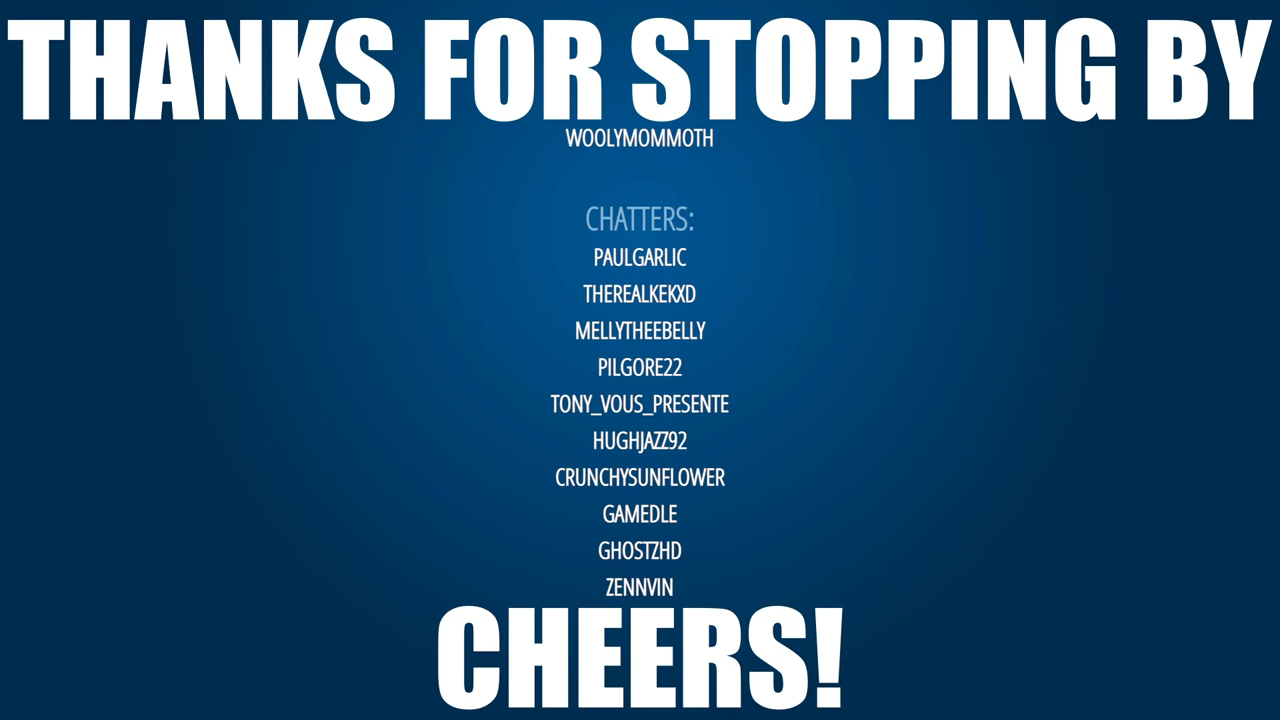 THANKS FOR STOPPING BY
WOOLYMOMMOTH
CHATTERS:
PAULGARLIC
THEREALKEKXD
MELLYTHEEBELLY
PILGORE22
TONY_VOUS_PRESENTE
HUGHJAZZ92
CRUNCHYSUNFLOWER
GAMEDLE
GHOSTZHD
ZENNVIN
CHEERS!